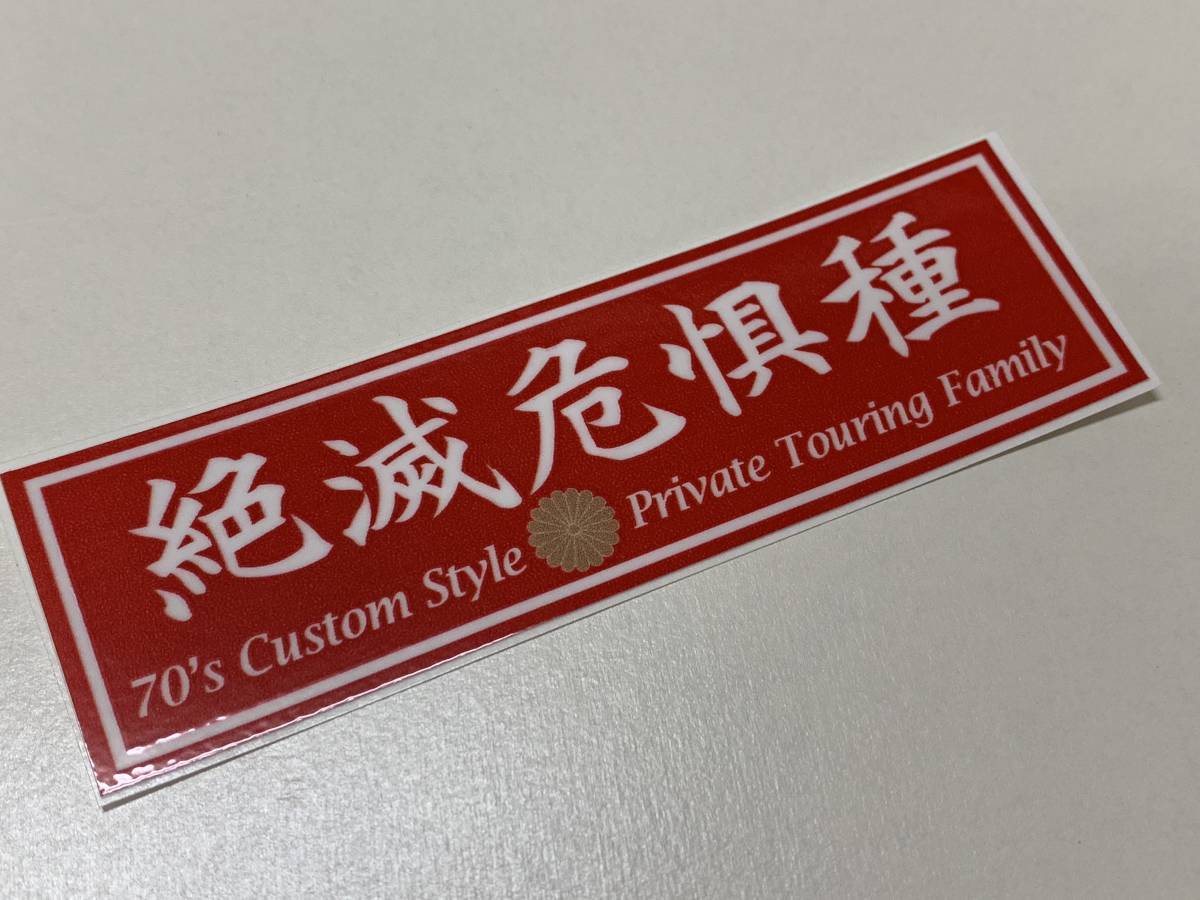 絶滅危惧種
70's Custom Style Private Touring Family